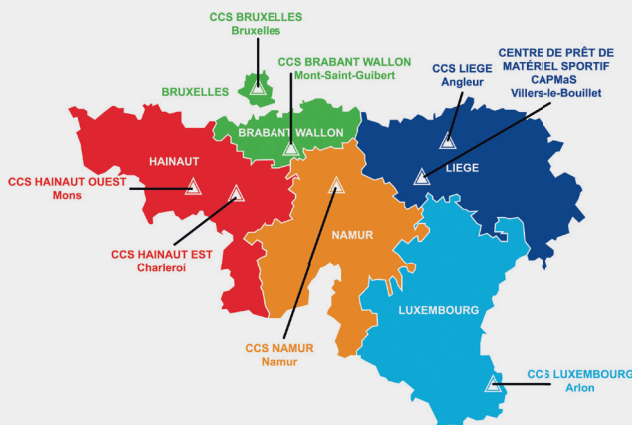 CCS BRUXELLES
Bruxelles
CCS BRABANT WALLON
Mont-Saint-Guibert
CENTRE DE PRÊT DE
MATÉRIEL SPORTIF
CAPMaS
Villers-le-Bouillet
CCS LIEGE
Angleur
BRUXELLES
BRABANT WALLON
HAINAUT
LIEGE
CCS HAINAUT OUEST
Mons
NAMUR
CCS HAINAUT EST
Charleroi
LUXEMBOURG
CCS NAMUR
Namur
CCS LUXEMBOURG
Arlon